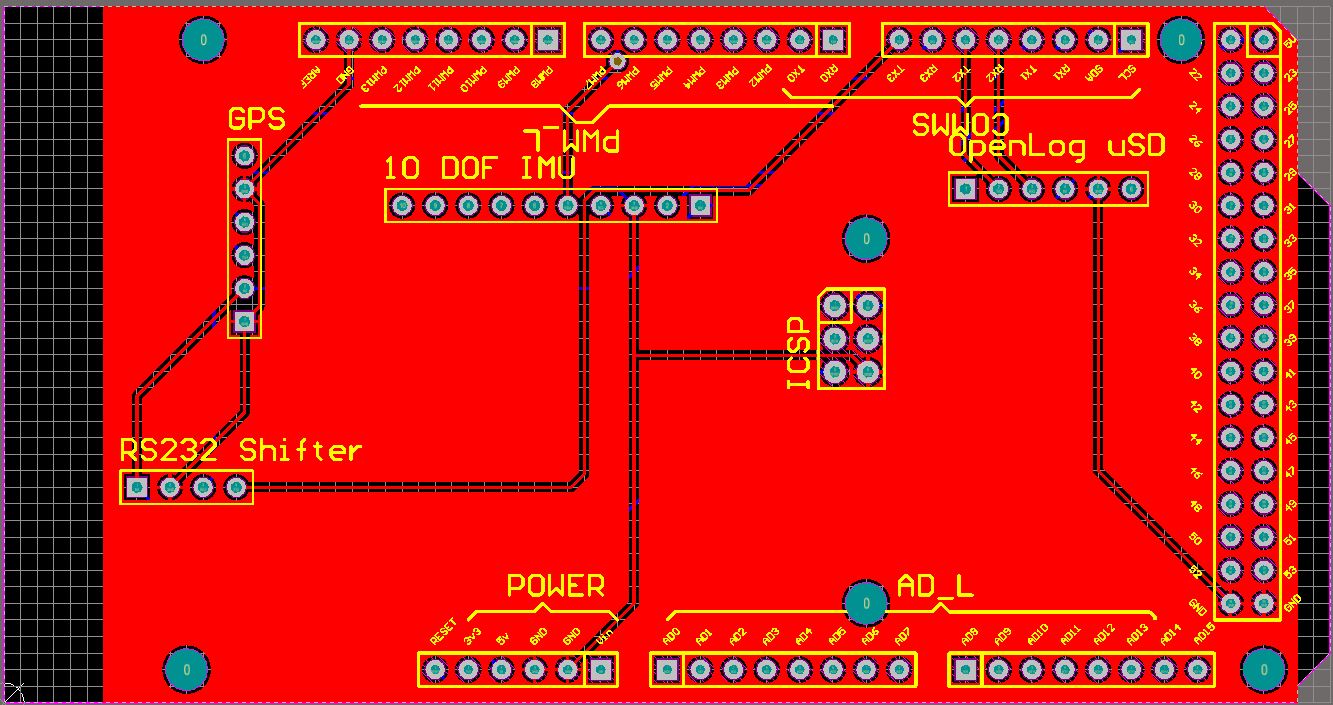 0
0
AREF GND PWM13 PWM12 PWM11 PWM10 PWM9 PWM8
PWM7 PWM6 PWM5 PWM4 PWM3 PWM2 TX0 RX0
TX3 RX3 TX2 RX2 TX1 RX1 SDA SCL
PWM_L
COMMS
GPS
10 DOF IMU
OpenLog uSD
0
ICSP
RS232 Shifter
22 23
24 25
26 27
28 29
30 31
32 33
34 35
36 37
38 39
40 41
42 43
44 45
46 47
48 49
50 51
52 53
GND GND
POWER
AD_L
0
RESET 3v3 5v GND GND Vin
AD0 AD1 AD2 AD3 AD4 AD5 AD6 AD7
AD8 AD9 AD10 AD11 AD12 AD13 AD14 AD15
0
0